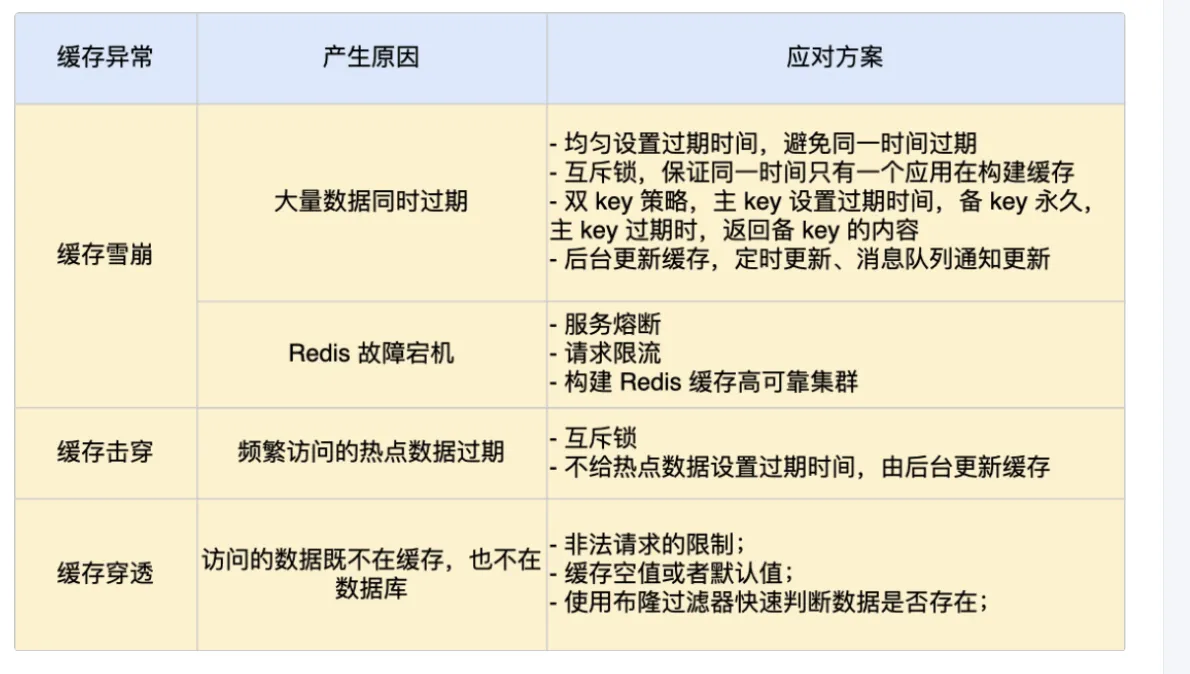 缓存异常
产生原因
应对方案
缓存雪崩
大量数据同时过期
- 均匀设置过期时间，避免同一时间过期
- 互斥锁，保证同一时间只有一个应用在构建缓存
- 双 key 策略，主 key 设置过期时间，备 key 永久，
主 key 过期时，返回备 key 的内容
- 后台更新缓存，定时更新、消息队列通知更新
Redis 故障宕机
- 服务熔断
- 请求限流
- 构建 Redis 缓存高可靠集群
缓存击穿
频繁访问的热点数据过期
- 互斥锁
- 不给热点数据设置过期时间，由后台更新缓存
缓存穿透
访问的数据既不在缓存，也不在
数据库
- 非法请求的限制；
- 缓存空值或者默认值；
- 使用布隆过滤器快速判断数据是否存在；